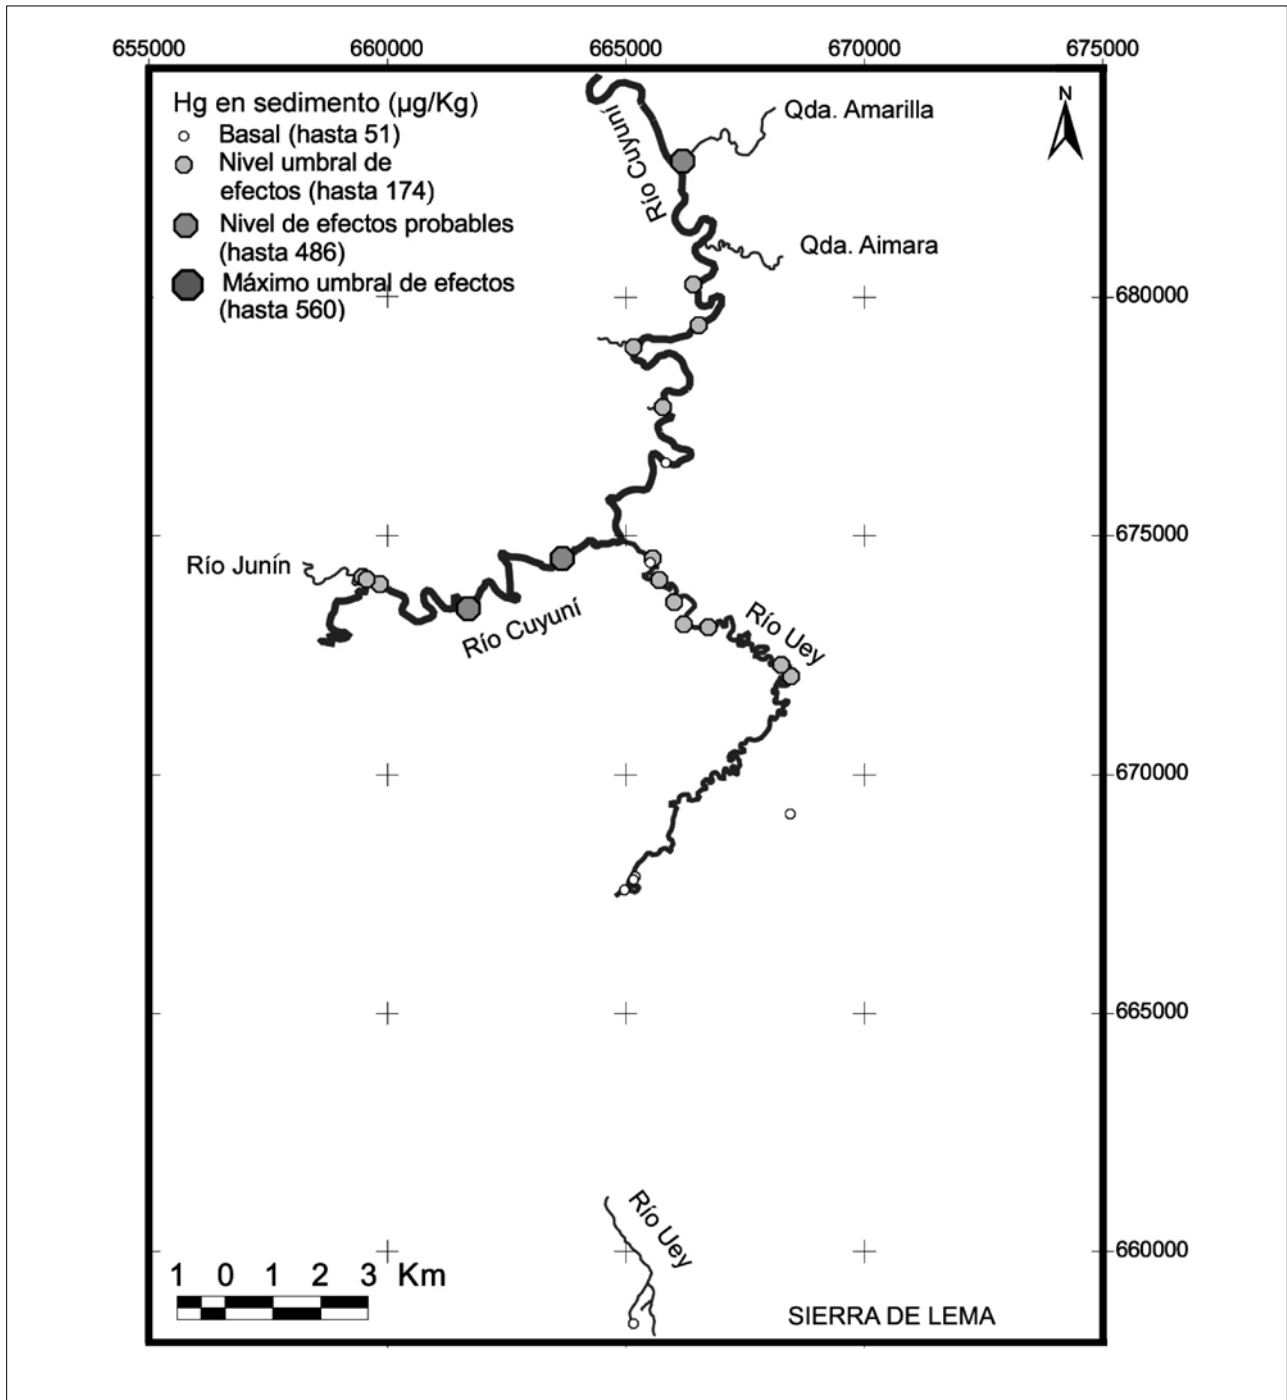 655000 660000 665000 670000 675000
Hg en sedimento (µg/Kg)
Basal (hasta 51)
Nivel umbral de
efectos (hasta 174)
Nivel de efectos probables
(hasta 486)
Máximo umbral de efectos
(hasta 560)
Río Cuyuní
Qda. Amarilla
N
Qda. Aimara
680000
675000
Río Junín
Río Cuyuní
Río Uey
670000
665000
Río Uey
660000
1 0 1 2 3 Km
SIERRA DE LEMA